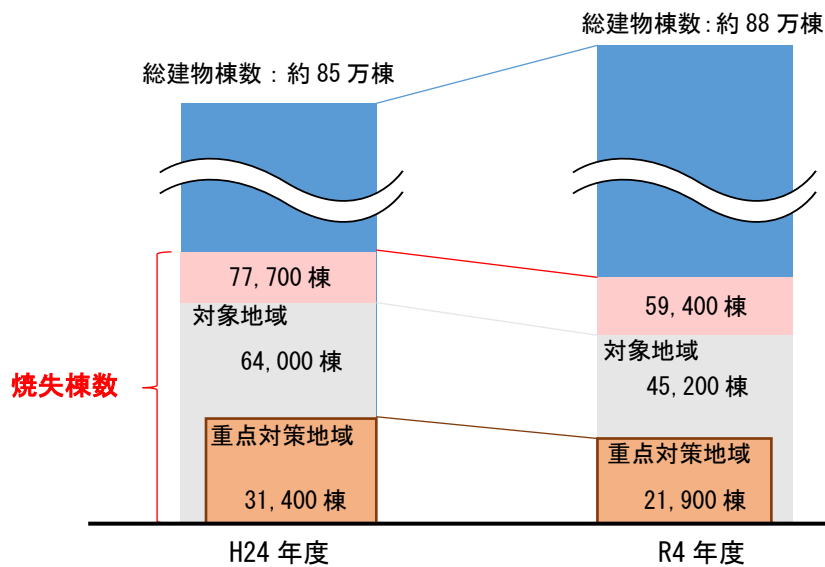 総建物棟数：約 88 万棟
総建物棟数：約 85 万棟
77,700 棟
59,400 棟
対象地域
64,000 棟
対象地域
45,200 棟
焼失棟数
重点対策地域
31,400 棟
重点対策地域
21,900 棟
H24 年度
R4 年度